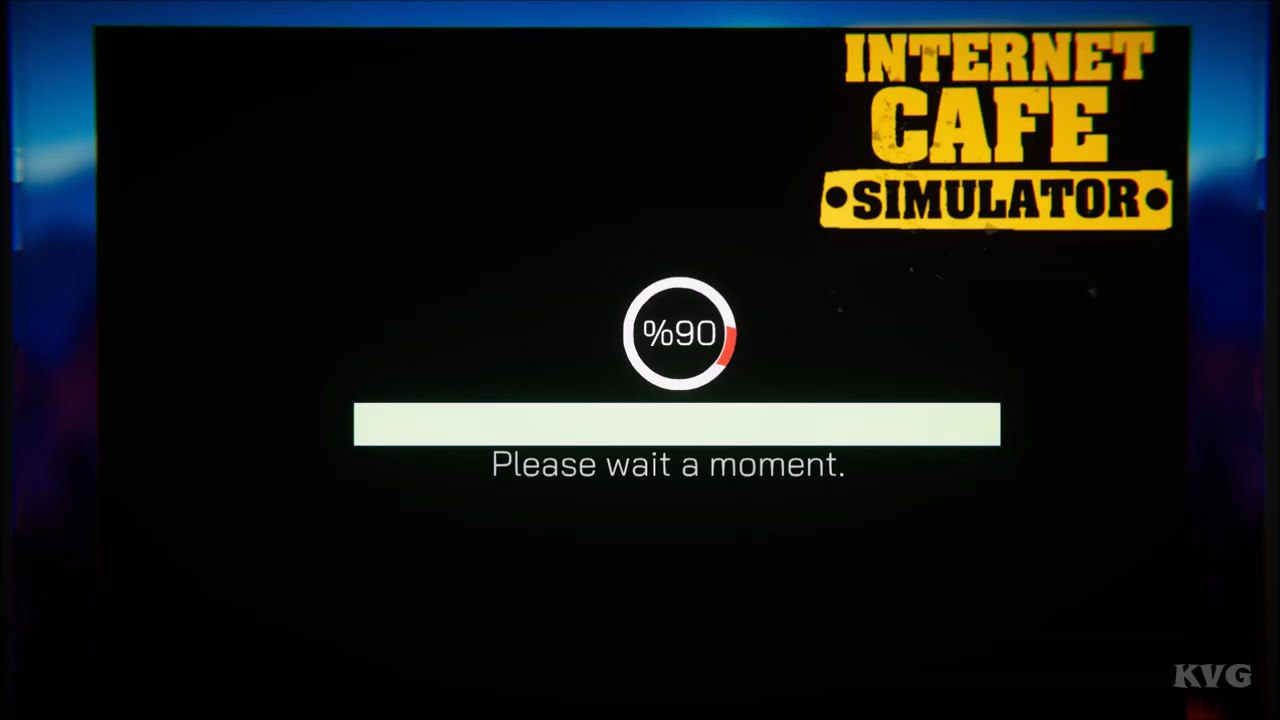 INTERNET
CAFE
•SIMULATOR•
%90
Please wait a moment.
KVG